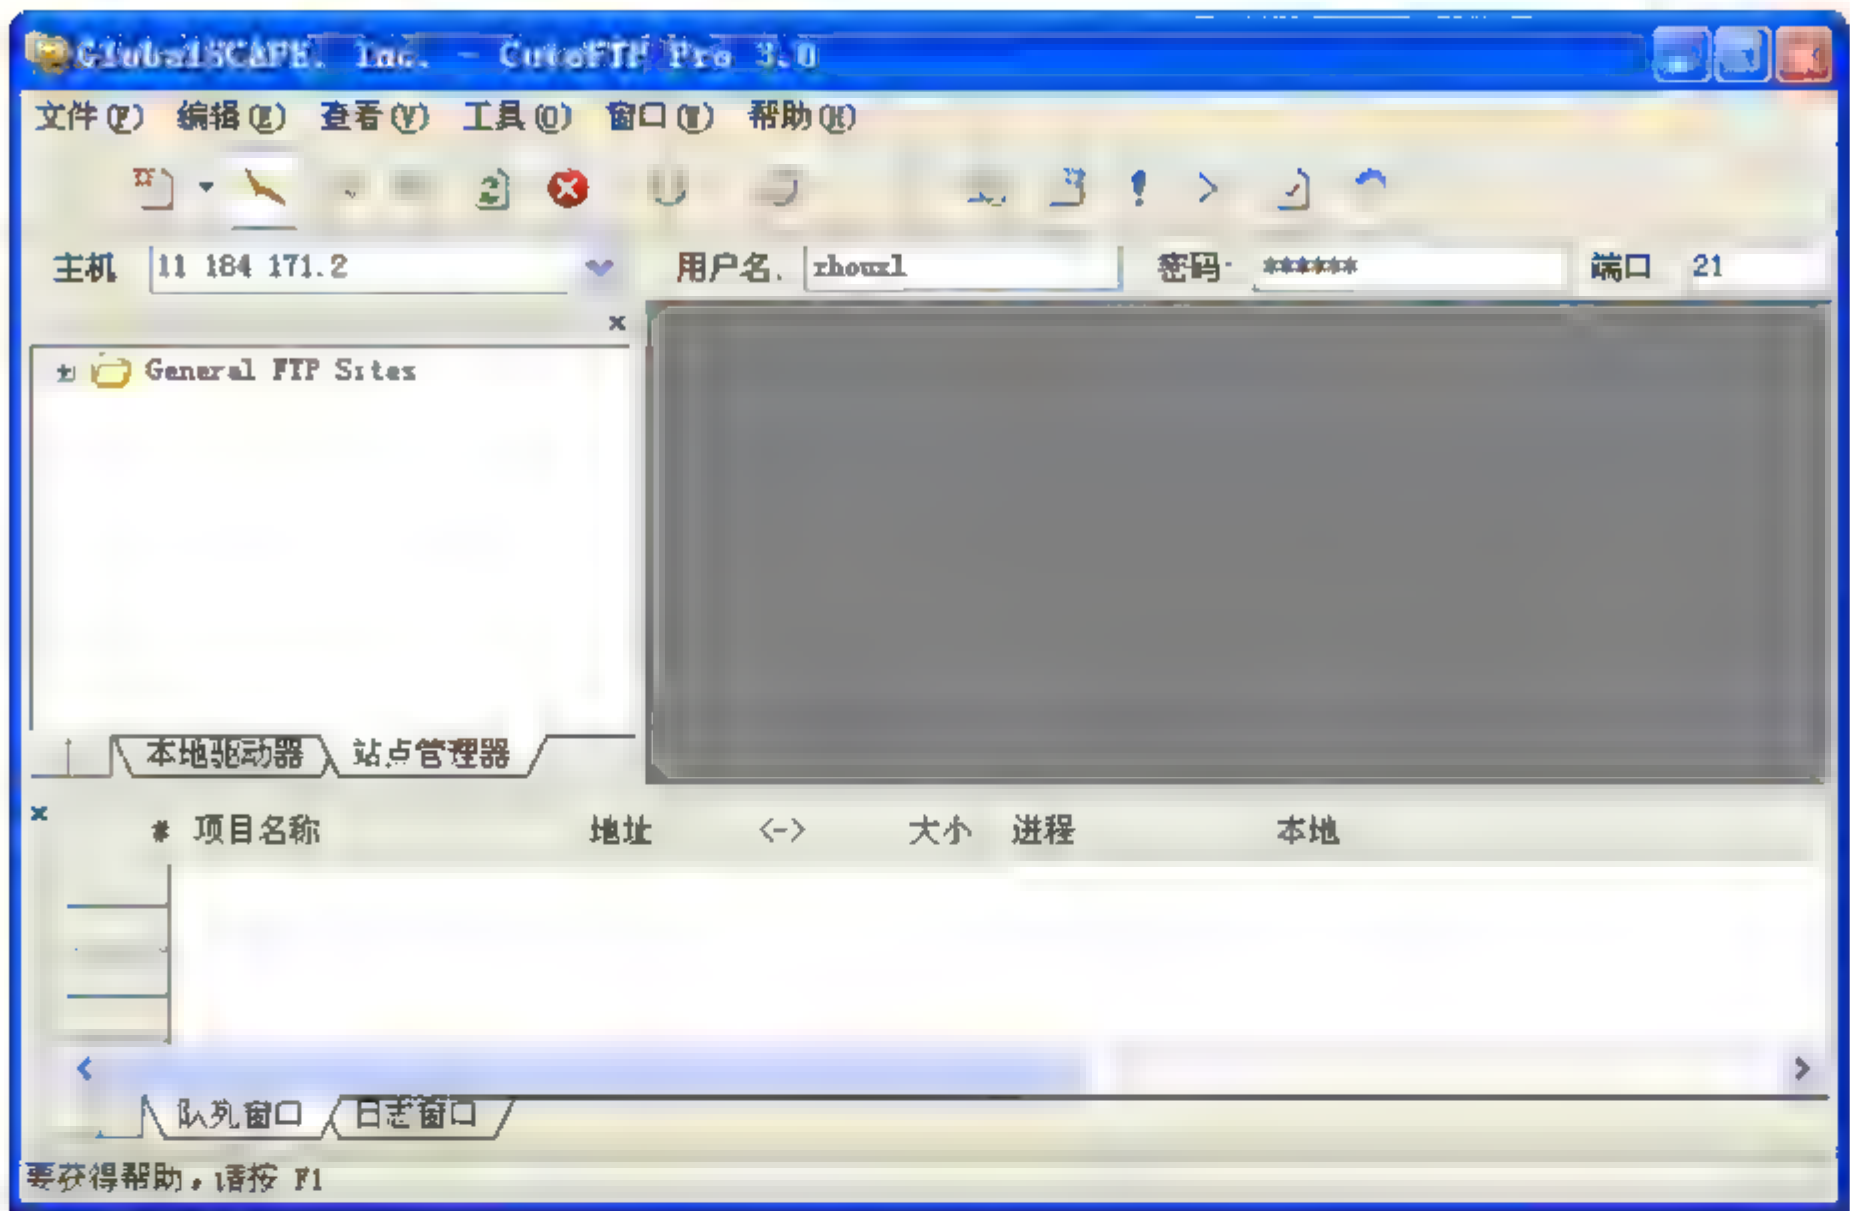 GlobalSCAPE, Inc. - CuteFTP Pro 3.0
文件(F) 编辑(E) 查看(V) 工具(O) 窗口(W) 帮助(H)
主机 11 184 171.2 用户名. zhouxl 密码: ****** 端口 21
General FTP Sites
本地驱动器 站点管理器
# 项目名称 地址 <-> 大小 进程 本地
队列窗口 日志窗口
要获得帮助，请按 F1